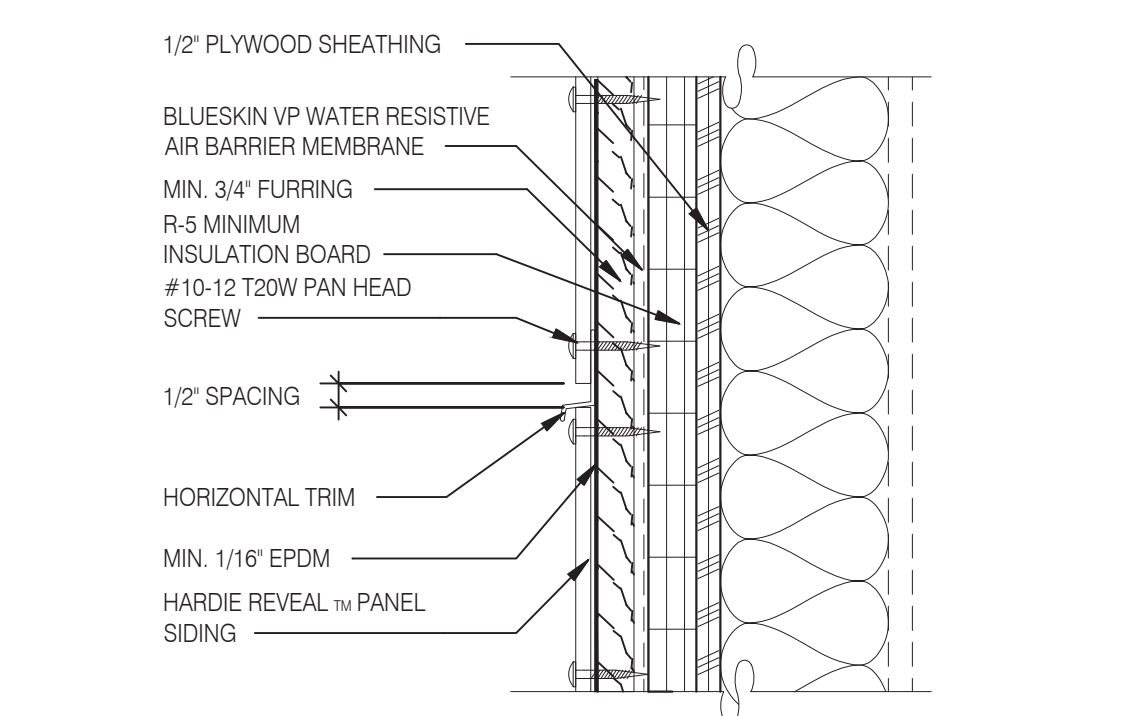 1/2" PLYWOOD SHEATHING
BLUESKIN VP WATER RESISTIVE
AIR BARRIER MEMBRANE
MIN. 3/4" FURRING
R-5 MINIMUM
INSULATION BOARD
#10-12 T20W PAN HEAD
SCREW
1/2" SPACING
HORIZONTAL TRIM
MIN. 1/16" EPDM
HARDIE REVEAL TM PANEL
SIDING